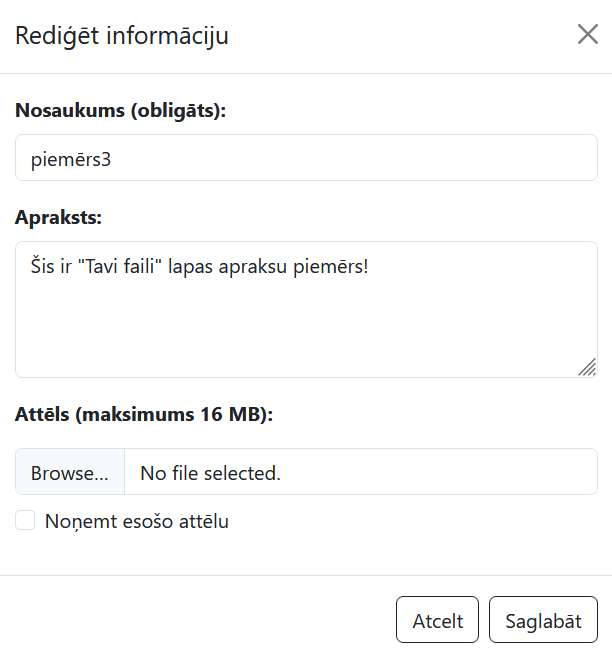 Rediģēt informāciju
Nosaukums (obligāts):
piemērs3
Apraksts:
Šis ir "Tavi faili" lapas apraksu piemērs!
Attēls (maksimums 16 MB):
Browse... No file selected.
Noņemt esošo attēlu
Atcelt Saglabāt